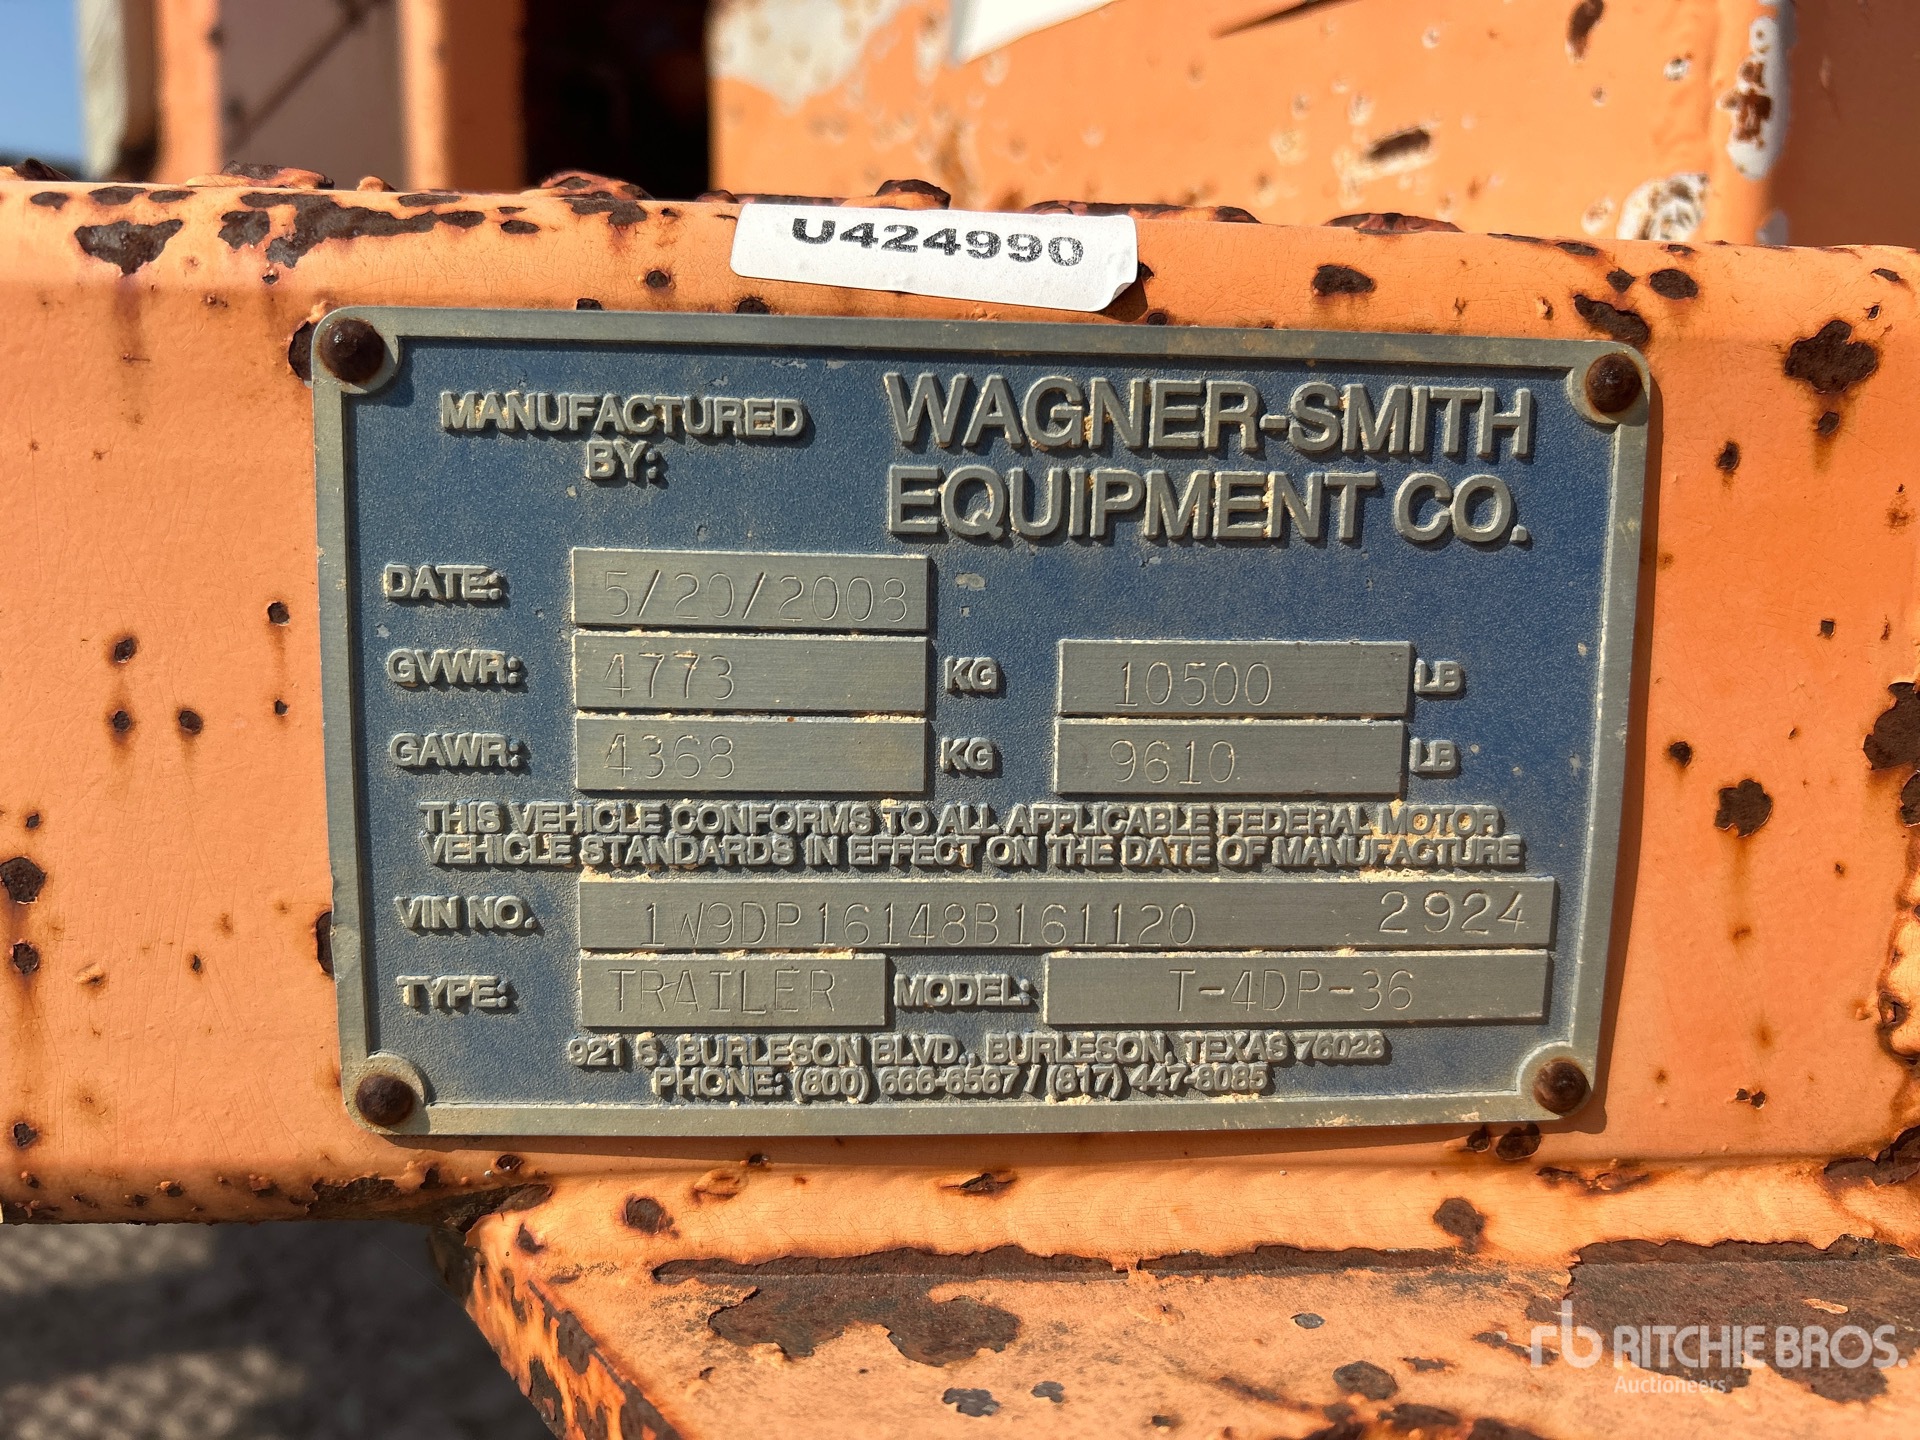 U424990
MANUFACTURED BY:
WAGNER-SMITH
EQUIPMENT CO.
DATE: 5/20/2008
GVWR: 4773 KG 10500 LB
GAWR: 4368 KG 9610 LB
THIS VEHICLE CONFORMS TO ALL APPLICABLE FEDERAL MOTOR
VEHICLE STANDARDS IN EFFECT ON THE DATE OF MANUFACTURE
VIN NO. 1W9DP16148B161120 2924
TYPE: TRAILER MODEL: T-4DP-36
921 S. BURLESON BLVD., BURLESON, TEXAS 76028
PHONE: (800) 666-6567 / (817) 447-8085
rb RITCHIE BROS.
Auctioneers